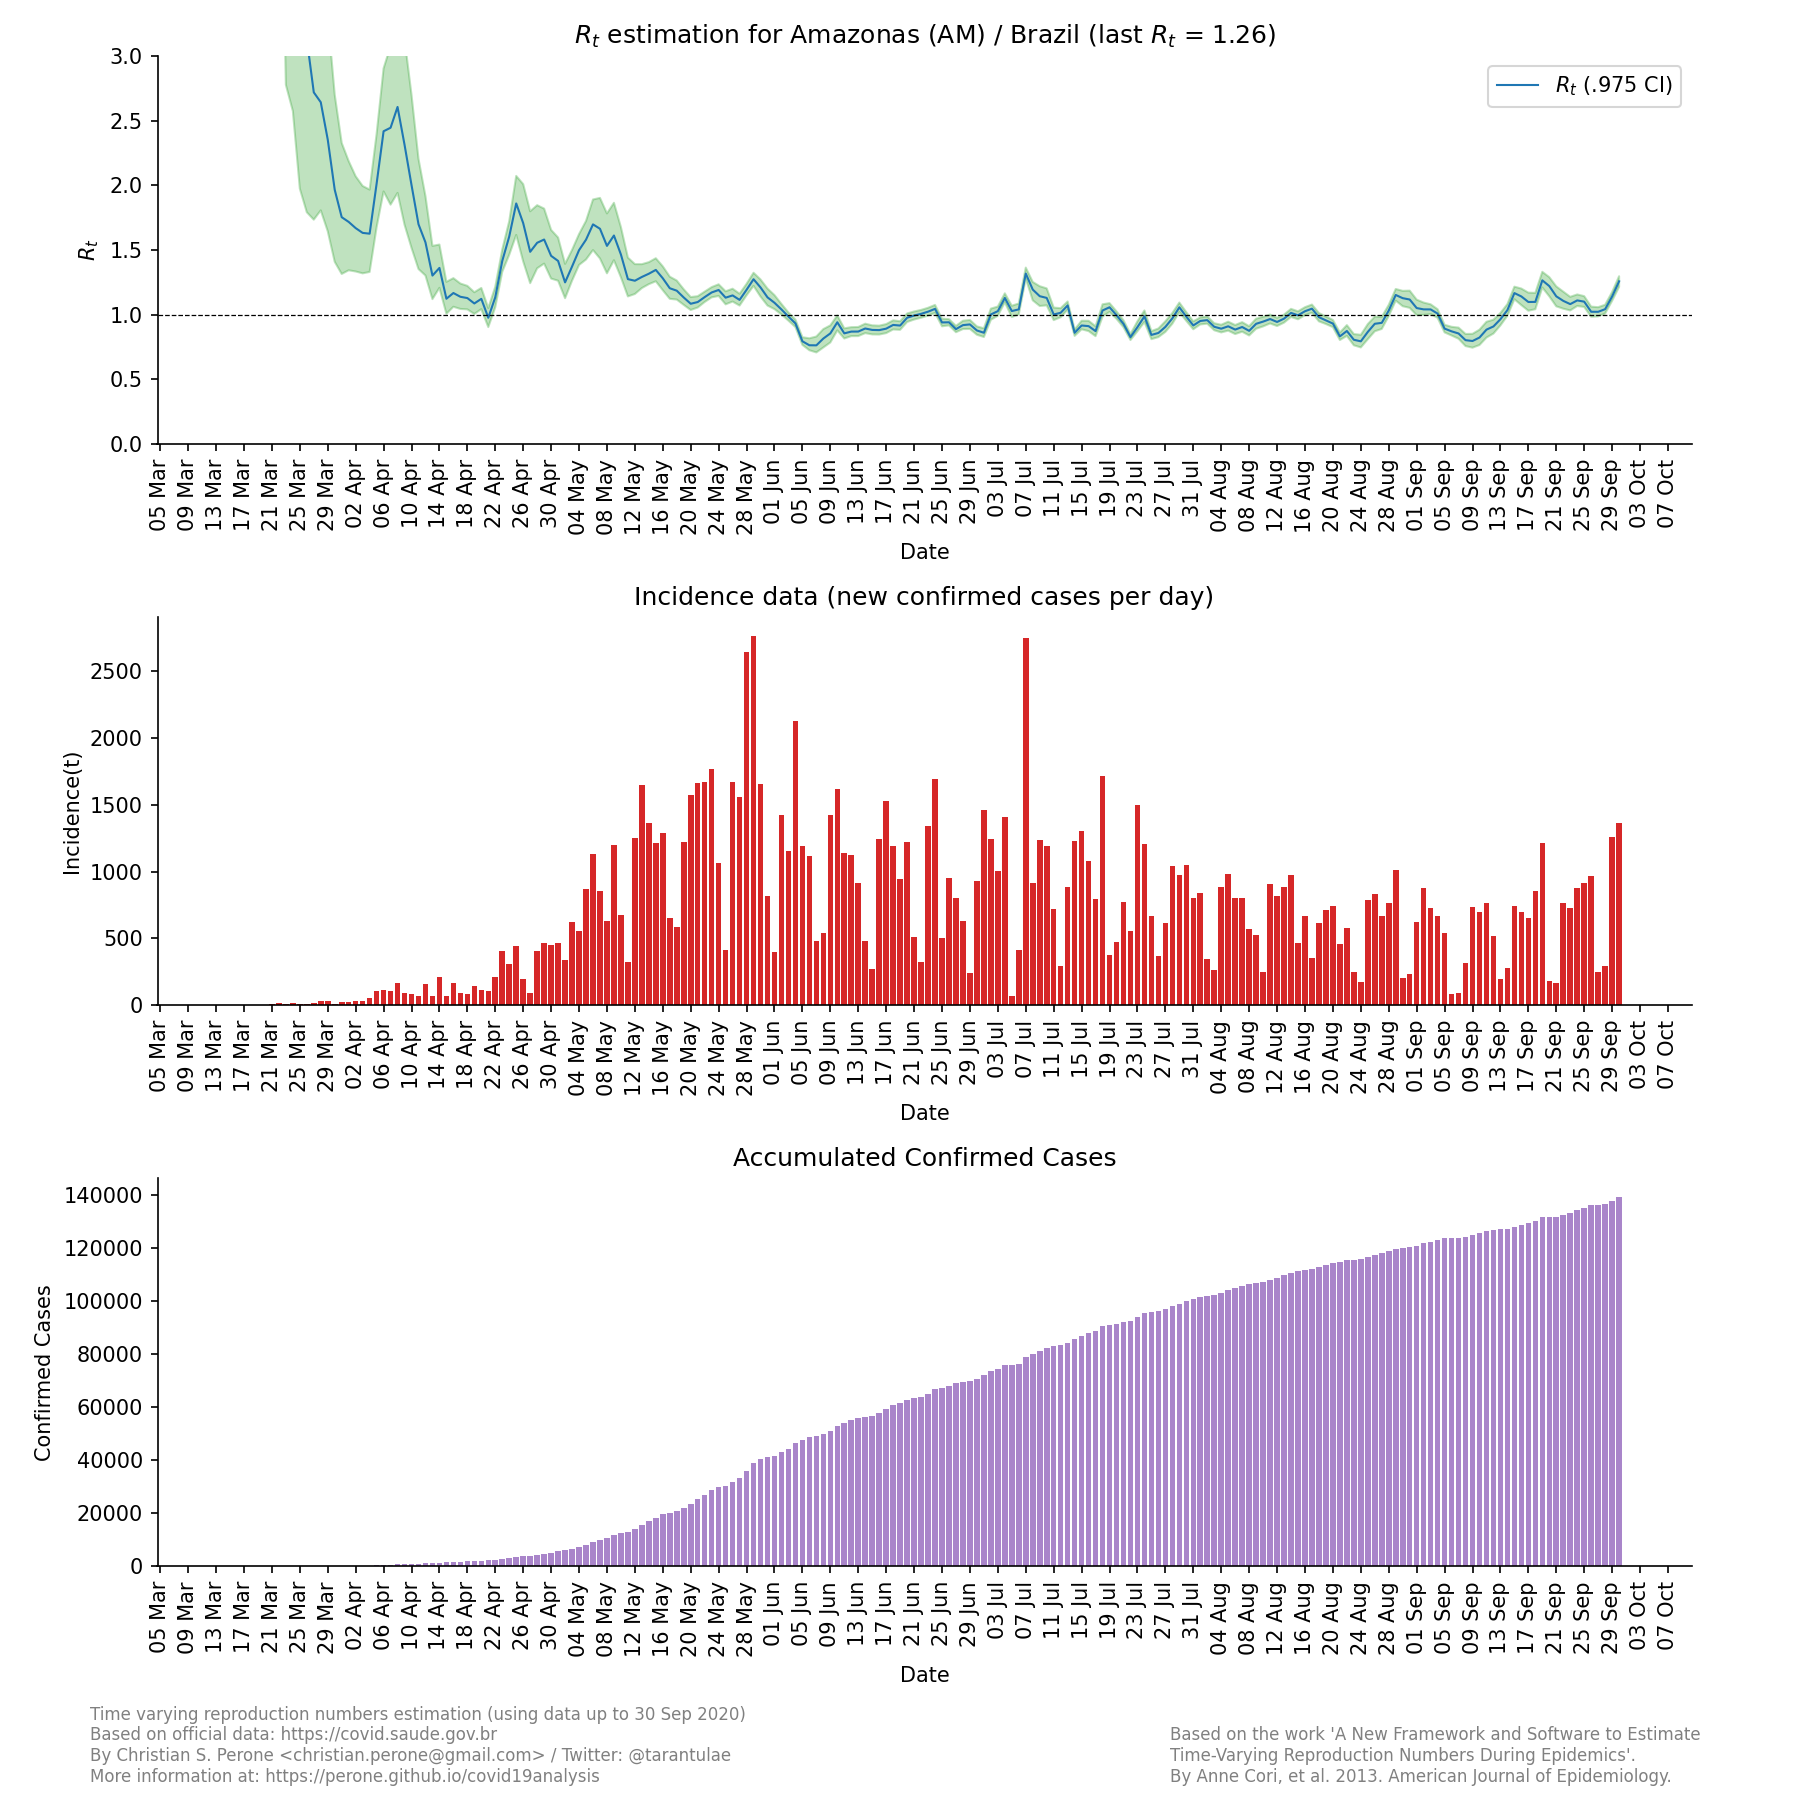 R_t estimation for Amazonas (AM) / Brazil (last R_t = 1.26)
3.0
2.5
2.0
1.5
1.0
0.5
0.0
R_t
R_t (.975 CI)
05 Mar 09 Mar 13 Mar 17 Mar 21 Mar 25 Mar 29 Mar 02 Apr 06 Apr 10 Apr 14 Apr 18 Apr 22 Apr 26 Apr 30 Apr 04 May 08 May 12 May 16 May 20 May 24 May 28 May 01 Jun 05 Jun 09 Jun 13 Jun 17 Jun 21 Jun 25 Jun 29 Jun 03 Jul 07 Jul 11 Jul 15 Jul 19 Jul 23 Jul 27 Jul 31 Jul 04 Aug 08 Aug 12 Aug 16 Aug 20 Aug 24 Aug 28 Aug 01 Sep 05 Sep 09 Sep 13 Sep 17 Sep 21 Sep 25 Sep 29 Sep 03 Oct 07 Oct
Date
Incidence data (new confirmed cases per day)
2500
2000
1500
1000
500
0
Incidence(t)
05 Mar 09 Mar 13 Mar 17 Mar 21 Mar 25 Mar 29 Mar 02 Apr 06 Apr 10 Apr 14 Apr 18 Apr 22 Apr 26 Apr 30 Apr 04 May 08 May 12 May 16 May 20 May 24 May 28 May 01 Jun 05 Jun 09 Jun 13 Jun 17 Jun 21 Jun 25 Jun 29 Jun 03 Jul 07 Jul 11 Jul 15 Jul 19 Jul 23 Jul 27 Jul 31 Jul 04 Aug 08 Aug 12 Aug 16 Aug 20 Aug 24 Aug 28 Aug 01 Sep 05 Sep 09 Sep 13 Sep 17 Sep 21 Sep 25 Sep 29 Sep 03 Oct 07 Oct
Date
Accumulated Confirmed Cases
140000
120000
100000
80000
60000
40000
20000
0
Confirmed Cases
05 Mar 09 Mar 13 Mar 17 Mar 21 Mar 25 Mar 29 Mar 02 Apr 06 Apr 10 Apr 14 Apr 18 Apr 22 Apr 26 Apr 30 Apr 04 May 08 May 12 May 16 May 20 May 24 May 28 May 01 Jun 05 Jun 09 Jun 13 Jun 17 Jun 21 Jun 25 Jun 29 Jun 03 Jul 07 Jul 11 Jul 15 Jul 19 Jul 23 Jul 27 Jul 31 Jul 04 Aug 08 Aug 12 Aug 16 Aug 20 Aug 24 Aug 28 Aug 01 Sep 05 Sep 09 Sep 13 Sep 17 Sep 21 Sep 25 Sep 29 Sep 03 Oct 07 Oct
Date
Time varying reproduction numbers estimation (using data up to 30 Sep 2020)
Based on official data: https://covid.saude.gov.br
By Christian S. Perone <christian.perone@gmail.com> / Twitter: @tarantulae
More information at: https://perone.github.io/covid19analysis
Based on the work 'A New Framework and Software to Estimate
Time-Varying Reproduction Numbers During Epidemics'.
By Anne Cori, et al. 2013. American Journal of Epidemiology.